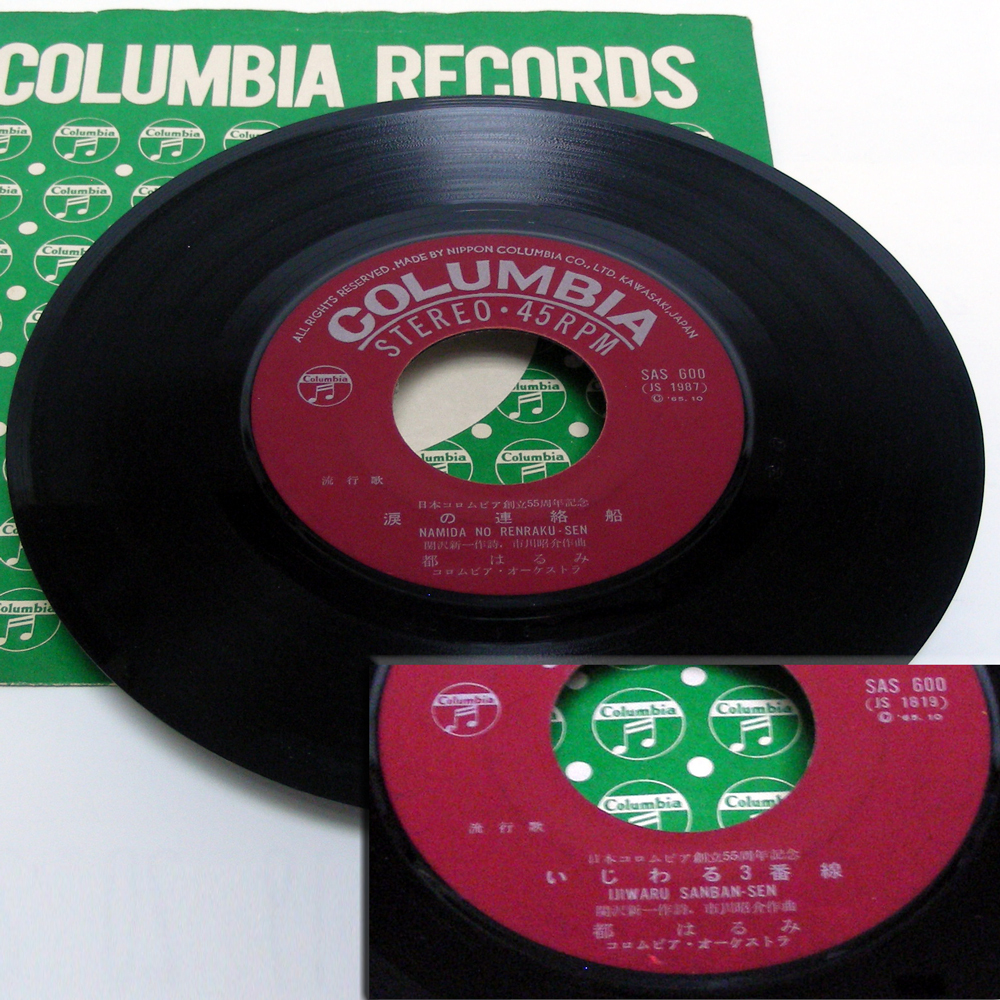 COLUMBIA RECORDS
Columbia
ALL RIGHTS RESERVED. MADE BY NIPPON COLUMBIA CO., LTD. KAWASAKI, JAPAN
COLUMBIA
STEREO・45RPM
Columbia
SAS 600
(JS 1987)
Ⓒ '65.10
流行歌
日本コロムビア創立55周年記念
涙の連絡船
NAMIDA NO RENRAKU-SEN
関沢新一作詩、市川昭介作曲
都はるみ
コロムビア・オーケストラ
Columbia
SAS 600
Ⓒ '65.10
流行歌
日本コロムビア創立55周年記念
いじわる3番線
IJIWARU SANBAN-SEN
関沢新一作詩、市川昭介作曲
都はるみ
コロムビア・オーケストラ